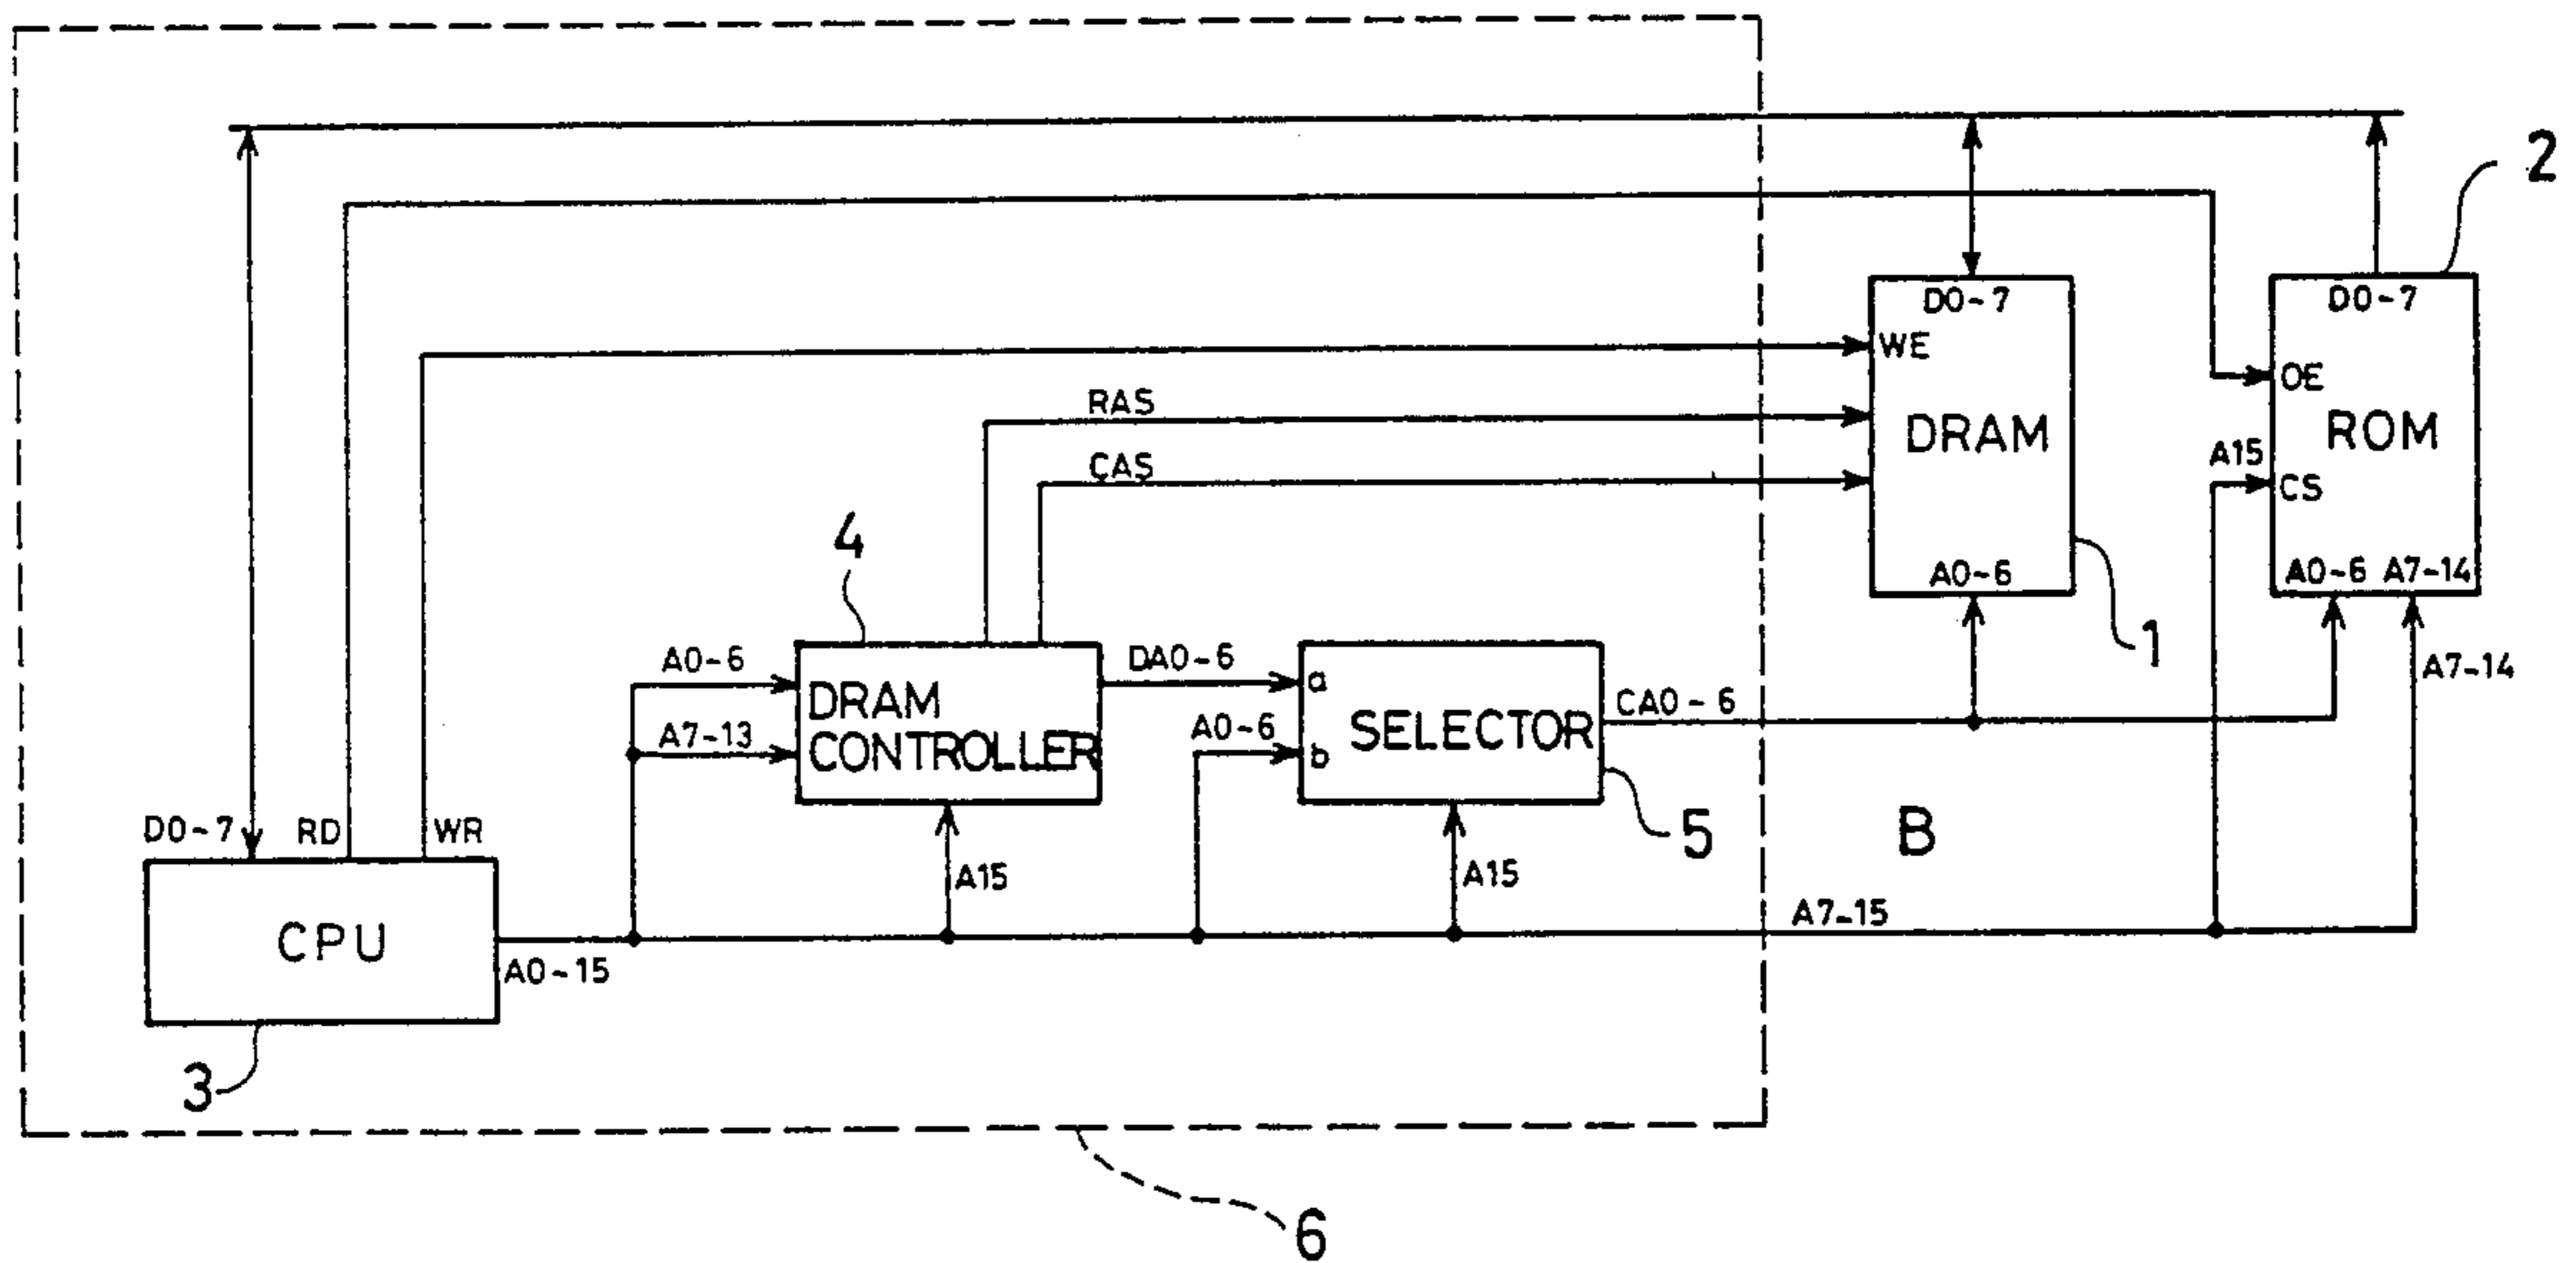 2
D0~7
D0~7
WE
OE
RAS
DRAM
ROM
A15
CAS
CS
4
A0~6
A0~6 A7~14
1
A0~6
DA0~6
a
A7~14
DRAM
CONTROLLER
CA0~6
A7~13
A0~6
SELECTOR
b
D0~7
RD
WR
5
B
A15
A15
A7~15
CPU
A0~15
3
6